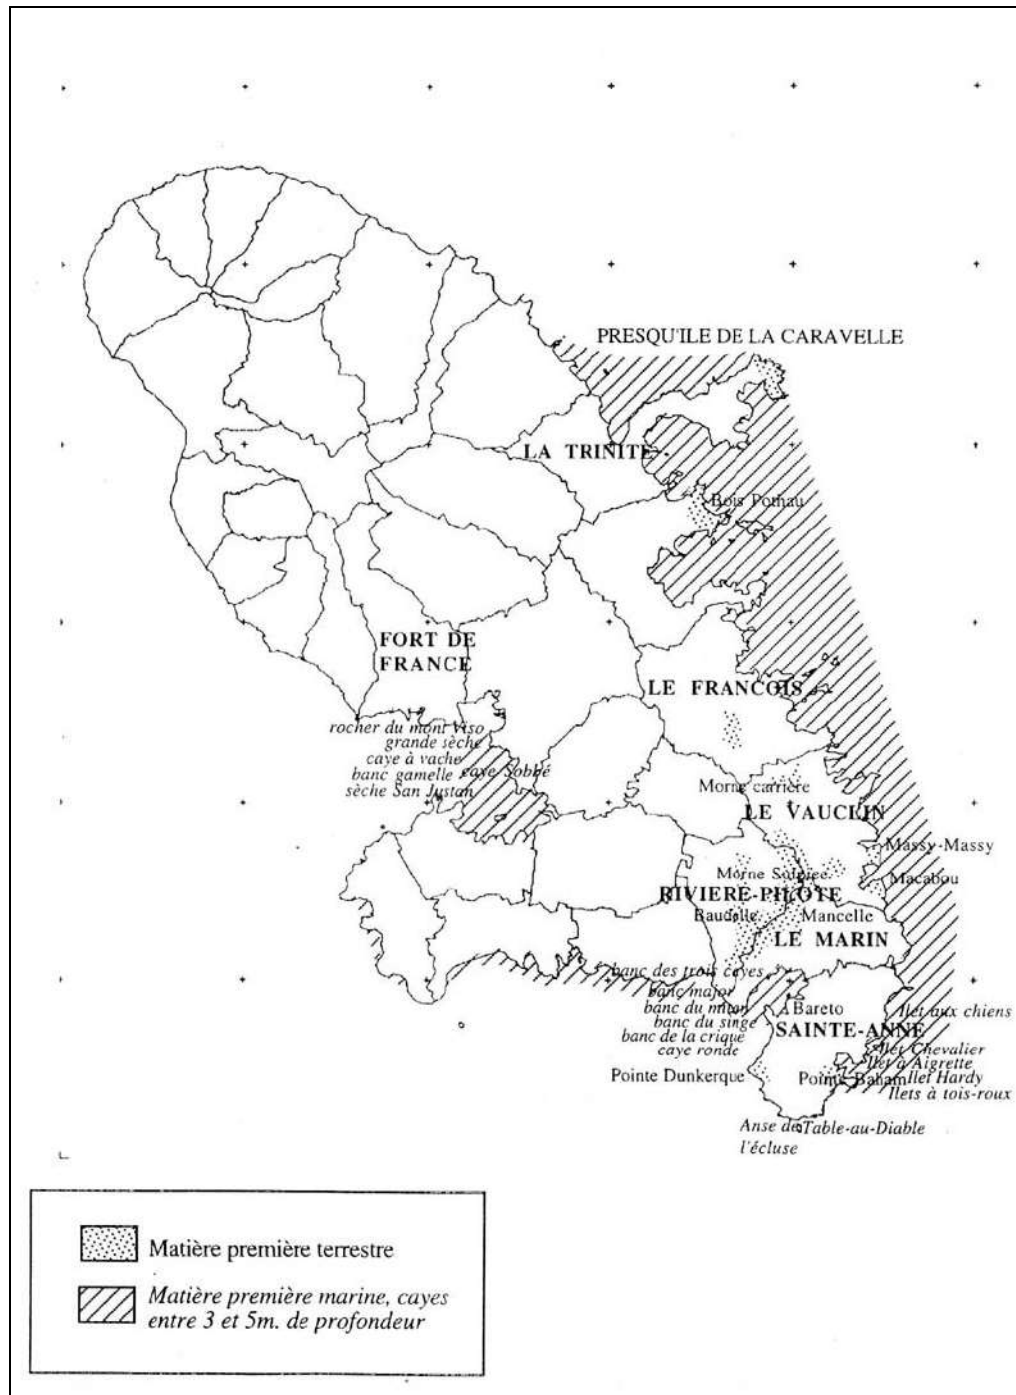 PRESQU'ILE DE LA CARAVELLE
LA TRINITE
Bois Pothau
FORT DE
FRANCE
LE FRANCOIS
rocher du mont Viso
grande sèche
caye à vache
banc gamelle
caye Sobbé
sèche San Justan
Morne carrière
LE VAUCLIN
Massy-Massy
Morne Sulpice
Macabou
RIVIERE-PILOTE
Baudelle
Mancelle
LE MARIN
banc des trois cayes
banc major
banc du mitan
Bareto
Ilet aux chiens
banc du singe
SAINTE-ANNE
banc de la crique
caye ronde
Ilet Chevalier
Ilet à Aigrette
Pointe Dunkerque
Pointe Baham
Ilet Hardy
Ilets à tois-roux
Anse de
Table-au-Diable
l'écluse
Matière première terrestre
Matière première marine, cayes
entre 3 et 5m. de profondeur